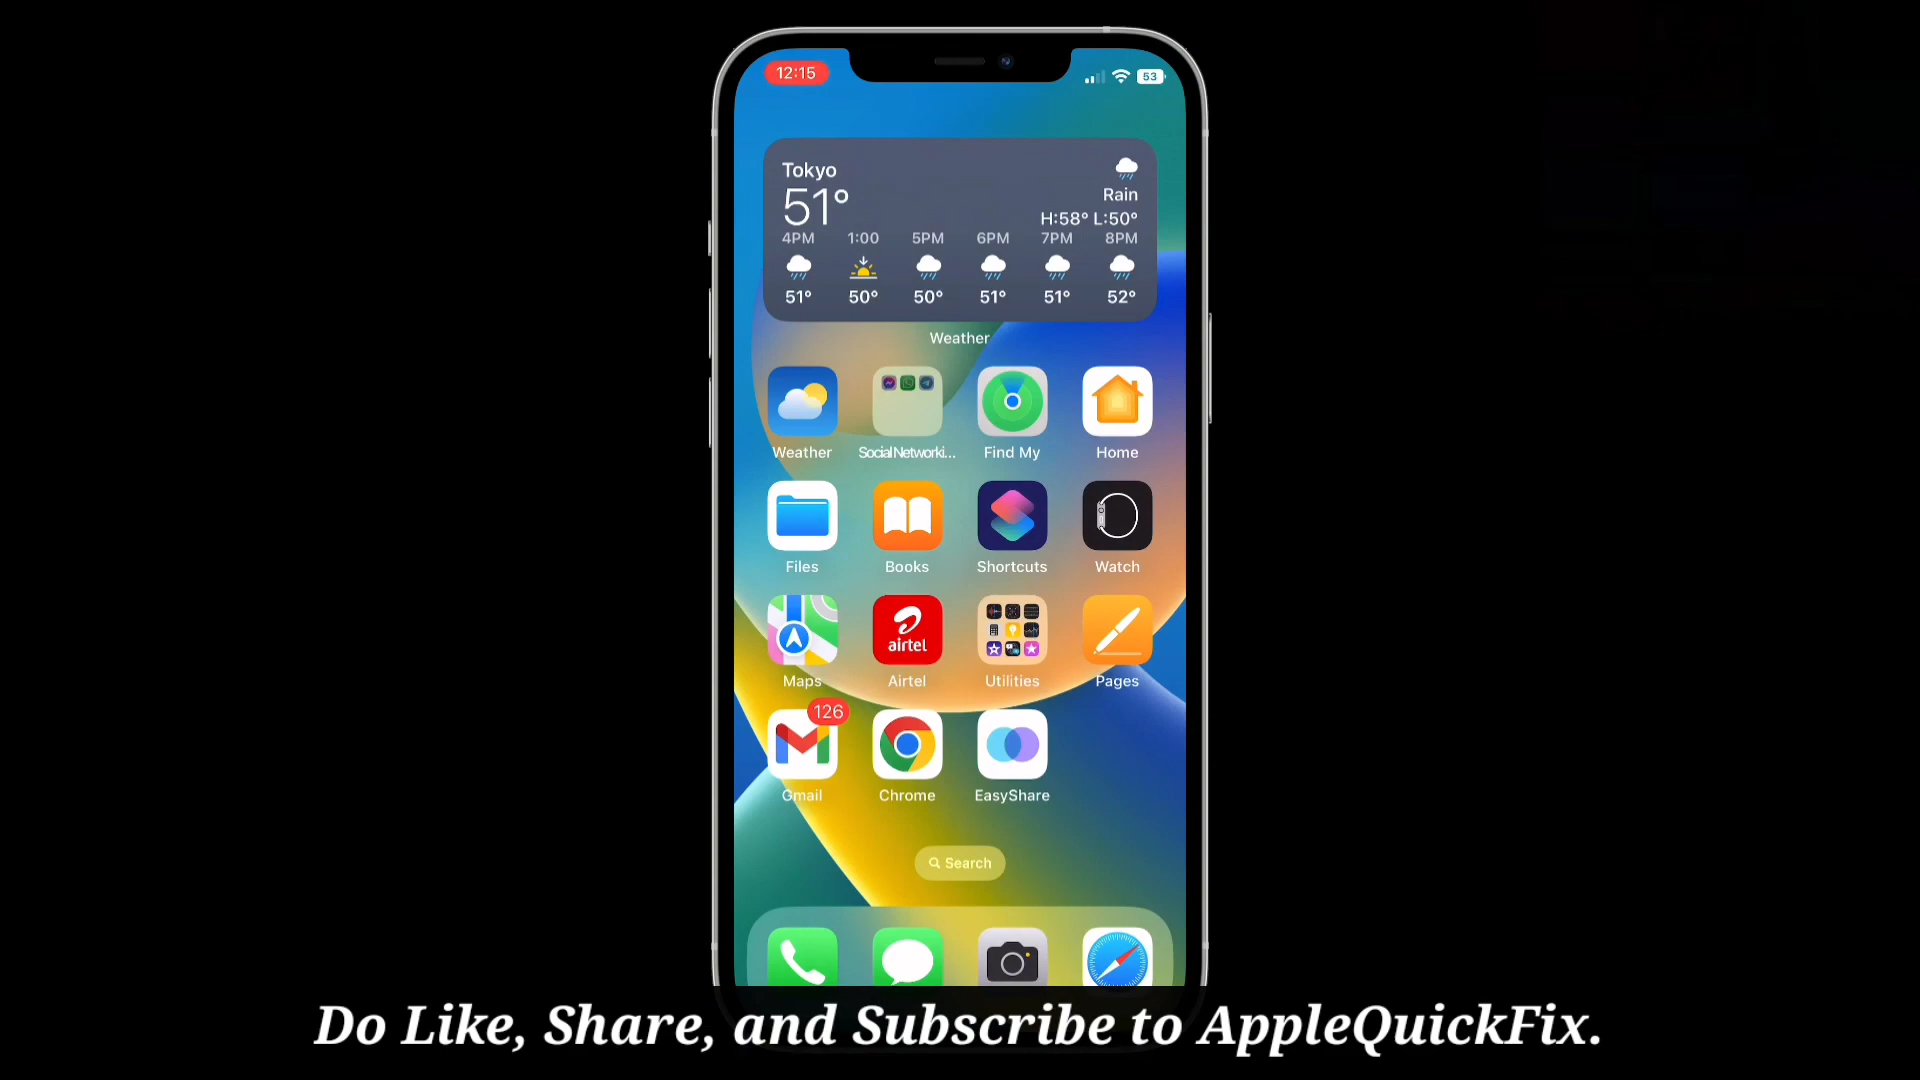 12:15
53
Tokyo
51°
Rain
H:58° L:50°
4PM 1:00 5PM 6PM 7PM 8PM
51° 50° 50° 51° 51° 52°
Weather
Weather Social Networki... Find My Home
Files Books Shortcuts Watch
airtel
Maps Airtel Utilities Pages
126
Gmail Chrome EasyShare
Search
Do Like, Share, and Subscribe to AppleQuickFix.